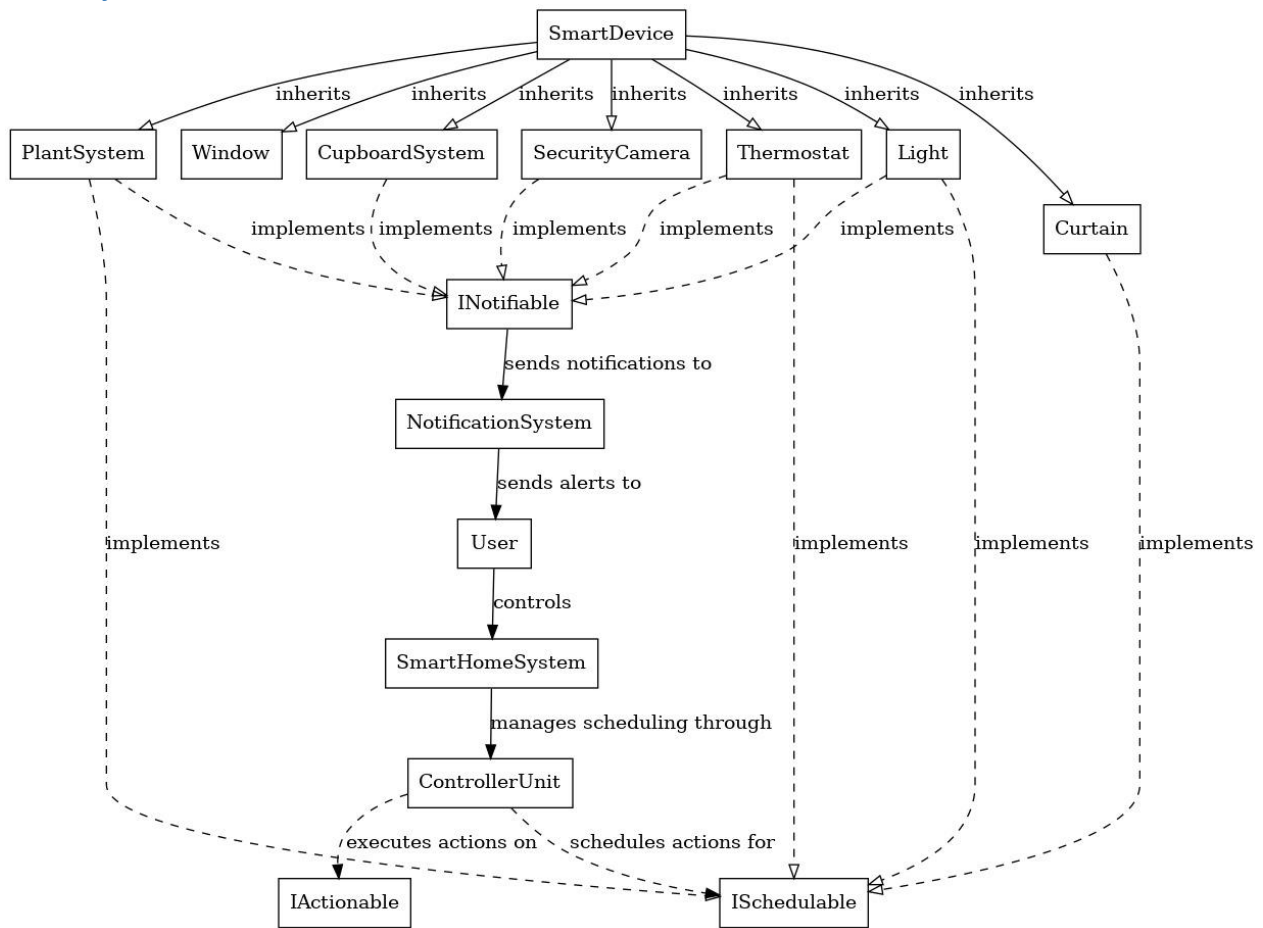 SmartDevice
inherits
inherits
inherits
inherits
inherits
inherits
inherits
PlantSystem
Window
CupboardSystem
SecurityCamera
Thermostat
Light
Curtain
implements
implements
implements
implements
implements
INotifiable
sends notifications to
NotificationSystem
sends alerts to
User
implements
implements
implements
implements
controls
SmartHomeSystem
manages scheduling through
ControllerUnit
executes actions on
schedules actions for
IActionable
ISchedulable